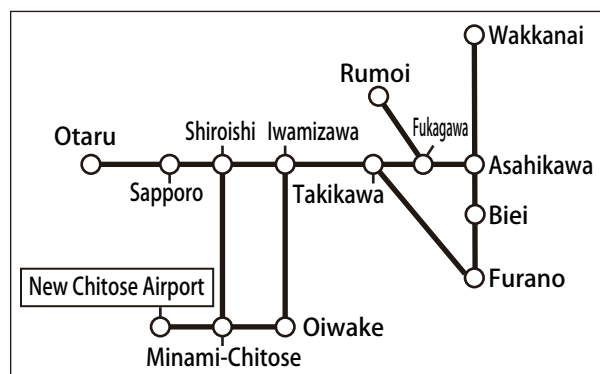 Wakkanai
Rumoi
Fukagawa
Otaru
Shiroishi
Iwamizawa
Asahikawa
Sapporo
Takikawa
Biei
New Chitose Airport
Furano
Oiwake
Minami-Chitose